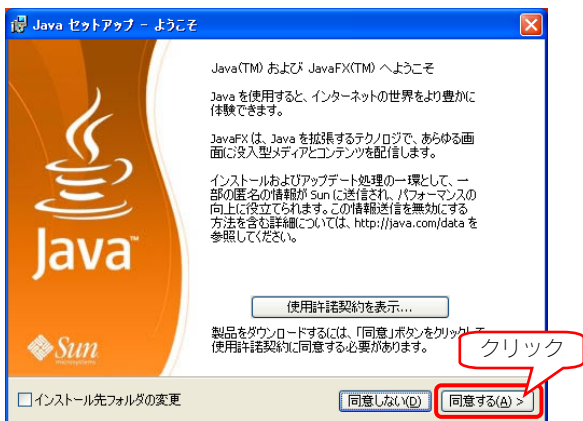 Java セットアップ - ようこそ
Java(TM) および JavaFX(TM) へようこそ
Java を使用すると、インターネットの世界をより豊かに
体験できます。
JavaFX は、Java を拡張するテクノロジで、あらゆる画
面に没入型メディアとコンテンツを配信します。
インストールおよびアップデート処理の一環として、一
部の匿名の情報が Sun に送信され、パフォーマンスの
向上に役立てられます。この情報送信を無効にする
方法を含む詳細については、http://java.com/data を
参照してください。
Java™
使用許諾契約を表示...
Sun
microsystems
製品をダウンロードするには、「同意」ボタンをクリックして
使用許諾契約に同意する必要があります。
クリック
インストール先フォルダの変更
同意しない(D)
同意する(A) >